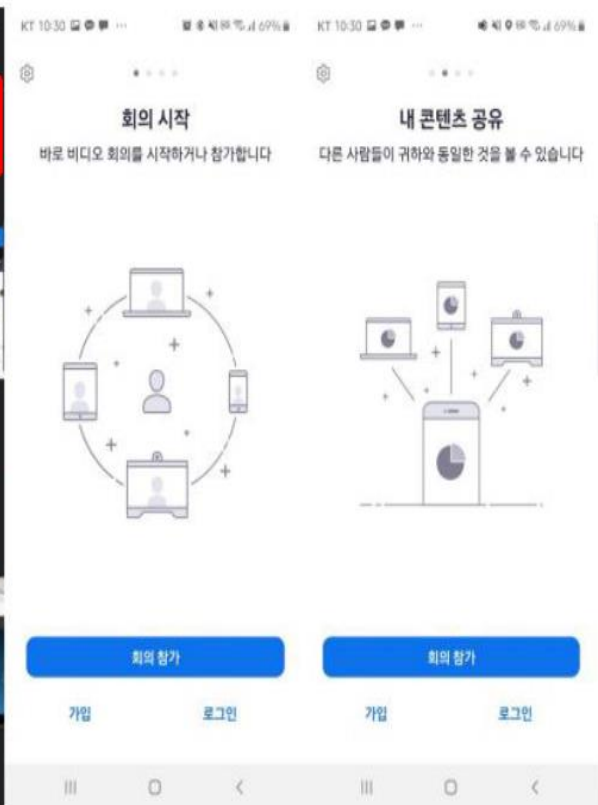 KT 10:30
69%
회의 시작
바로 비디오 회의를 시작하거나 참가합니다
회의 참가
가입
로그인
KT 10:30
69%
내 콘텐츠 공유
다른 사람들이 귀하와 동일한 것을 볼 수 있습니다
회의 참가
가입
로그인